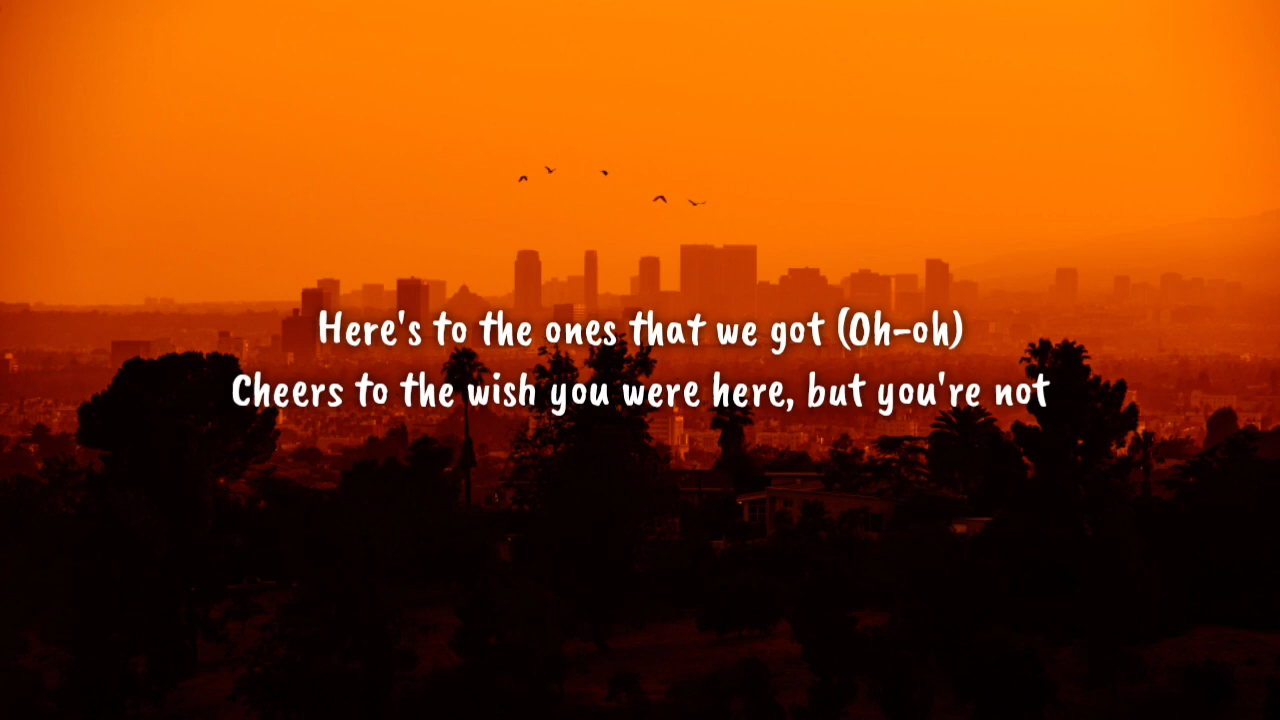 Here's to the ones that we got (Oh-oh)
Cheers to the wish you were here, but you're not